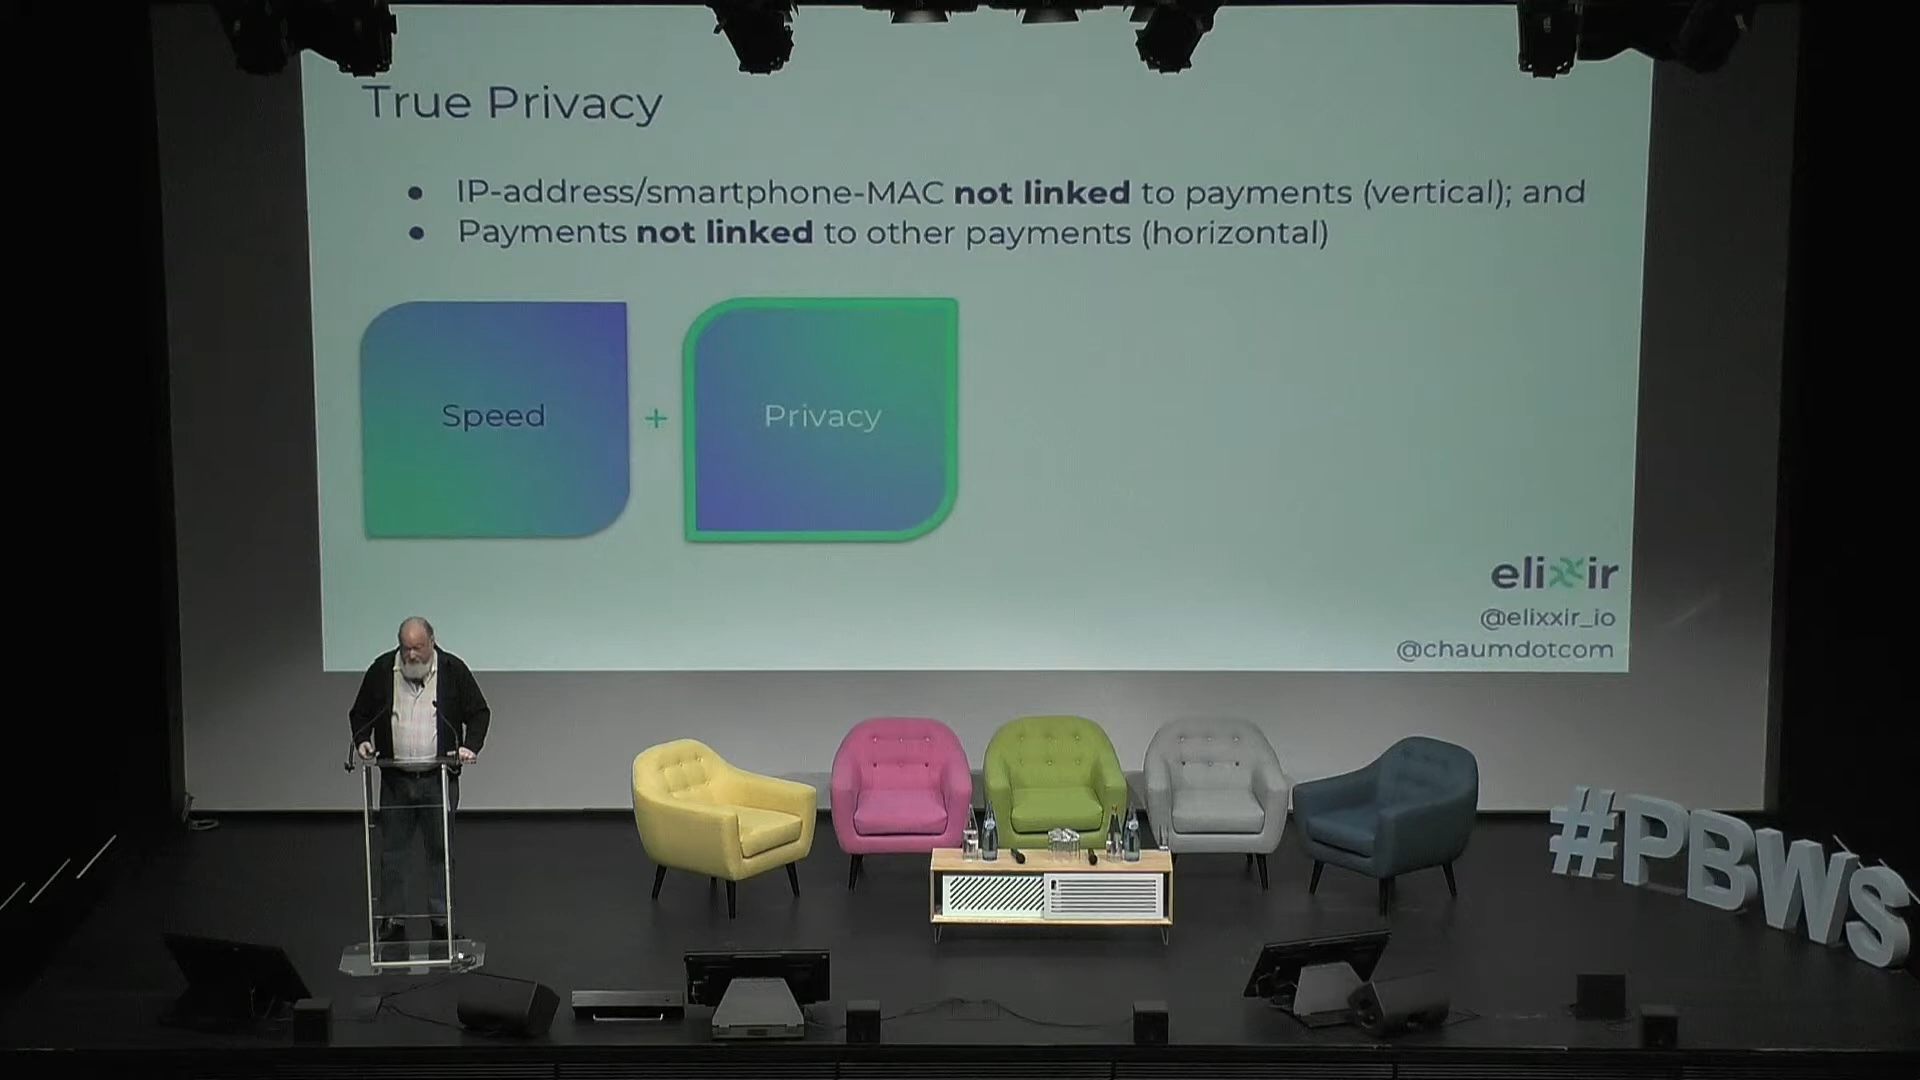 True Privacy
• IP-address/smartphone-MAC not linked to payments (vertical); and
• Payments not linked to other payments (horizontal)
Speed + Privacy
elixxir
@elixxir_io
@chaumdotcom
#PBWS